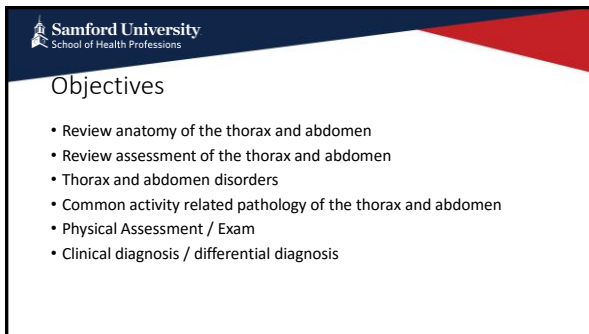 Samford University
School of Health Professions
Objectives
• Review anatomy of the thorax and abdomen
• Review assessment of the thorax and abdomen
• Thorax and abdomen disorders
• Common activity related pathology of the thorax and abdomen
• Physical Assessment / Exam
• Clinical diagnosis / differential diagnosis